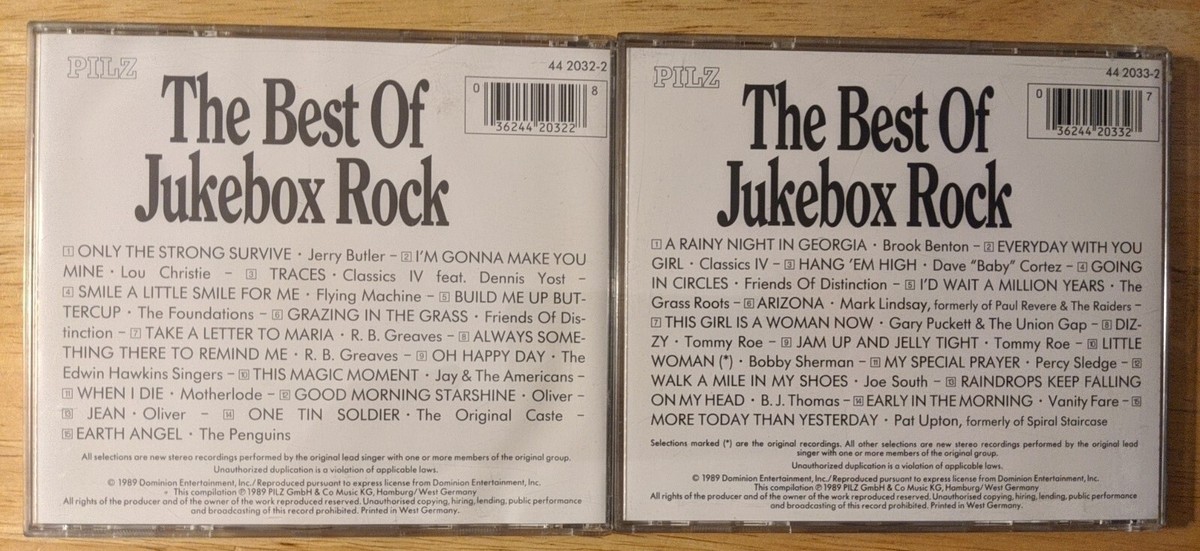 PILZ
44 2032-2
The Best Of
Jukebox Rock
0 36244 20322 8
1 ONLY THE STRONG SURVIVE · Jerry Butler – 2 I'M GONNA MAKE YOU
MINE · Lou Christie – 3 TRACES · Classics IV feat. Dennis Yost –
4 SMILE A LITTLE SMILE FOR ME · Flying Machine – 5 BUILD ME UP BUT-
TERCUP · The Foundations – 6 GRAZING IN THE GRASS · Friends Of Dis-
tinction – 7 TAKE A LETTER TO MARIA · R. B. Greaves – 8 ALWAYS SOME-
THING THERE TO REMIND ME · R. B. Greaves – 9 OH HAPPY DAY · The
Edwin Hawkins Singers – 10 THIS MAGIC MOMENT · Jay & The Americans –
11 WHEN I DIE · Motherlode – 12 GOOD MORNING STARSHINE · Oliver –
13 JEAN · Oliver – 14 ONE TIN SOLDIER · The Original Caste –
15 EARTH ANGEL · The Penguins
All selections are new stereo recordings performed by the original lead singer with one or more members of the original group.
Unauthorized duplication is a violation of applicable laws.
© 1989 Dominion Entertainment, Inc./Reproduced pursuant to express license from Dominion Entertainment, Inc.
This compilation ℗ 1989 PILZ GmbH & Co Music KG, Hamburg/West Germany
All rights of the producer and of the owner of the work reproduced reserved. Unauthorised copying, hiring, lending, public performance
and broadcasting of this record prohibited. Printed in West Germany.
PILZ
44 2033-2
The Best Of
Jukebox Rock
0 36244 20332 7
1 A RAINY NIGHT IN GEORGIA · Brook Benton – 2 EVERYDAY WITH YOU
GIRL · Classics IV – 3 HANG 'EM HIGH · Dave "Baby" Cortez – 4 GOING
IN CIRCLES · Friends Of Distinction – 5 I'D WAIT A MILLION YEARS · The
Grass Roots – 6 ARIZONA · Mark Lindsay, formerly of Paul Revere & The Raiders –
7 THIS GIRL IS A WOMAN NOW · Gary Puckett & The Union Gap – 8 DIZ-
ZY · Tommy Roe – 9 JAM UP AND JELLY TIGHT · Tommy Roe – 10 LITTLE
WOMAN (*) · Bobby Sherman – 11 MY SPECIAL PRAYER · Percy Sledge – 12
WALK A MILE IN MY SHOES · Joe South – 13 RAINDROPS KEEP FALLING
ON MY HEAD · B. J. Thomas – 14 EARLY IN THE MORNING · Vanity Fare – 15
MORE TODAY THAN YESTERDAY · Pat Upton, formerly of Spiral Staircase
Selections marked (*) are the original recordings. All other selections are new stereo recordings performed by the original lead
singer with one or more members of the original group.
Unauthorized duplication is a violation of applicable laws.
© 1989 Dominion Entertainment, Inc./Reproduced pursuant to express license from Dominion Entertainment, Inc.
This compilation ℗ 1989 PILZ GmbH & Co Music KG, Hamburg/West Germany
All rights of the producer and of the owner of the work reproduced reserved. Unauthorised copying, hiring, lending, public performance
and broadcasting of this record prohibited. Printed in West Germany.